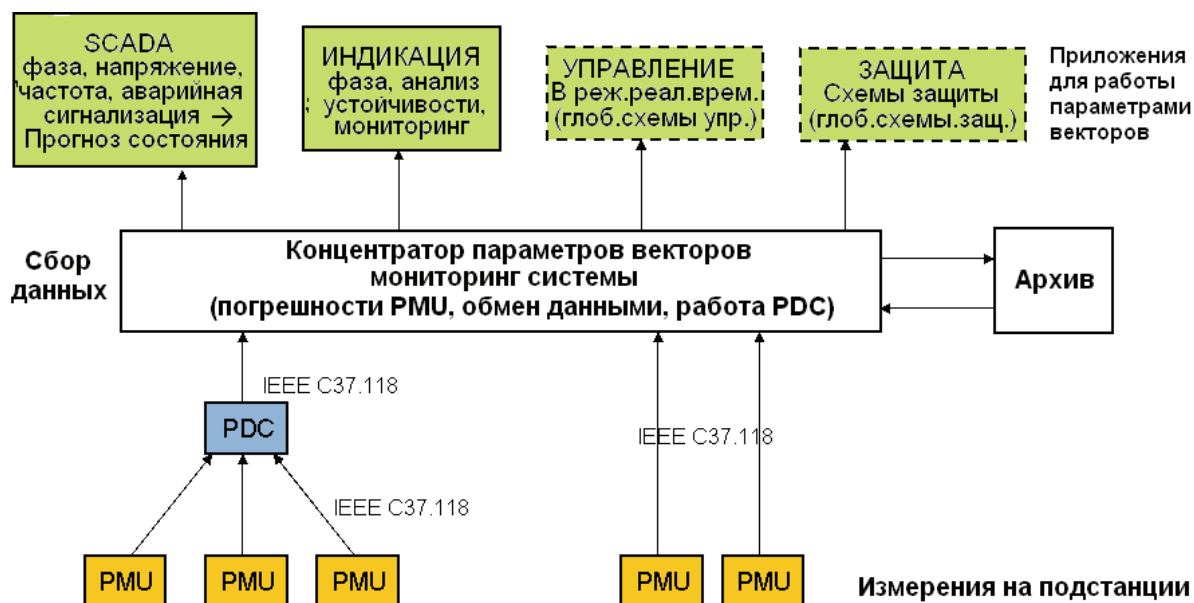 SCADA
фаза, напряжение,
частота, аварийная
сигнализация →
Прогноз состояния
ИНДИКАЦИЯ
фаза, анализ
устойчивости,
мониторинг
УПРАВЛЕНИЕ
В реж.реал.врем.
(глоб.схемы упр.)
ЗАЩИТА
Схемы защиты
(глоб.схемы.защ.)
Приложения
для работы
параметрами
векторов
Сбор
данных
Концентратор параметров векторов
мониторинг системы
(погрешности PMU, обмен данными, работа PDC)
Архив
IEEE C37.118
PDC
IEEE C37.118
IEEE C37.118
PMU
PMU
PMU
PMU
PMU
Измерения на подстанции